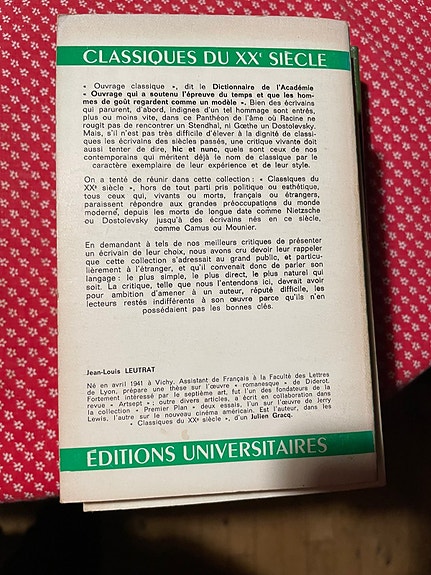 CLASSIQUES DU XXe SIÈCLE
« Ouvrage classique », dit le Dictionnaire de l'Académie
« Ouvrage qui a soutenu l'épreuve du temps et que les hom-
mes de goût regardent comme un modèle ». Bien des écrivains
qui parurent, d'abord, indignes d'un tel hommage sont entrés,
plus ou moins vite, dans ce Panthéon de l'âme où Racine ne
rougit pas de rencontrer un Stendhal, ni Gœthe un Dostoïevsky.
Mais, s'il n'est pas très difficile d'élever à la dignité de classi-
ques les écrivains des siècles passés, une critique vivante doit
aussi tenter de dire, hic et nunc, quels sont ceux de nos
contemporains qui méritent déjà le nom de classique par le
caractère exemplaire de leur expérience et de leur style.
On a tenté de réunir dans cette collection : « Classiques du
XXe siècle », hors de tout parti pris politique ou esthétique,
tous ceux qui, vivants ou morts, français ou étrangers,
paraissent répondre aux grandes préoccupations du monde
moderne, depuis les morts de longue date comme Nietzsche
ou Dostoïevsky jusqu'à des écrivains nés en ce siècle,
comme Camus ou Mounier.
En demandant à tels de nos meilleurs critiques de présenter
un écrivain de leur choix, nous avons cru devoir leur rappeler
que cette collection s'adressait au grand public, et particu-
lièrement à l'étranger, et qu'il convenait donc de parler son
langage : le plus simple, le plus direct, le plus naturel qui
soit. La critique, telle que nous l'entendons ici, devrait avoir
pour ambition d'amener à un auteur, réputé difficile, les
lecteurs restés indifférents à son œuvre parce qu'ils n'en
possédaient pas les bonnes clés.
Jean-Louis LEUTRAT
Né en avril 1941 à Vichy. Assistant de Français à la Faculté des Lettres
de Lyon, prépare une thèse sur l'œuvre « romanesque » de Diderot.
Fortement intéressé par le septième art, fut l'un des fondateurs de la
revue « Artsept » ; outre divers articles, a écrit en collaboration dans
la collection « Premier Plan » deux essais, l'un sur l'œuvre de Jerry
Lewis, l'autre sur le nouveau cinéma américain. Est l'auteur, dans les
« Classiques du XXe siècle », d'un Julien Gracq.
ÉDITIONS UNIVERSITAIRES